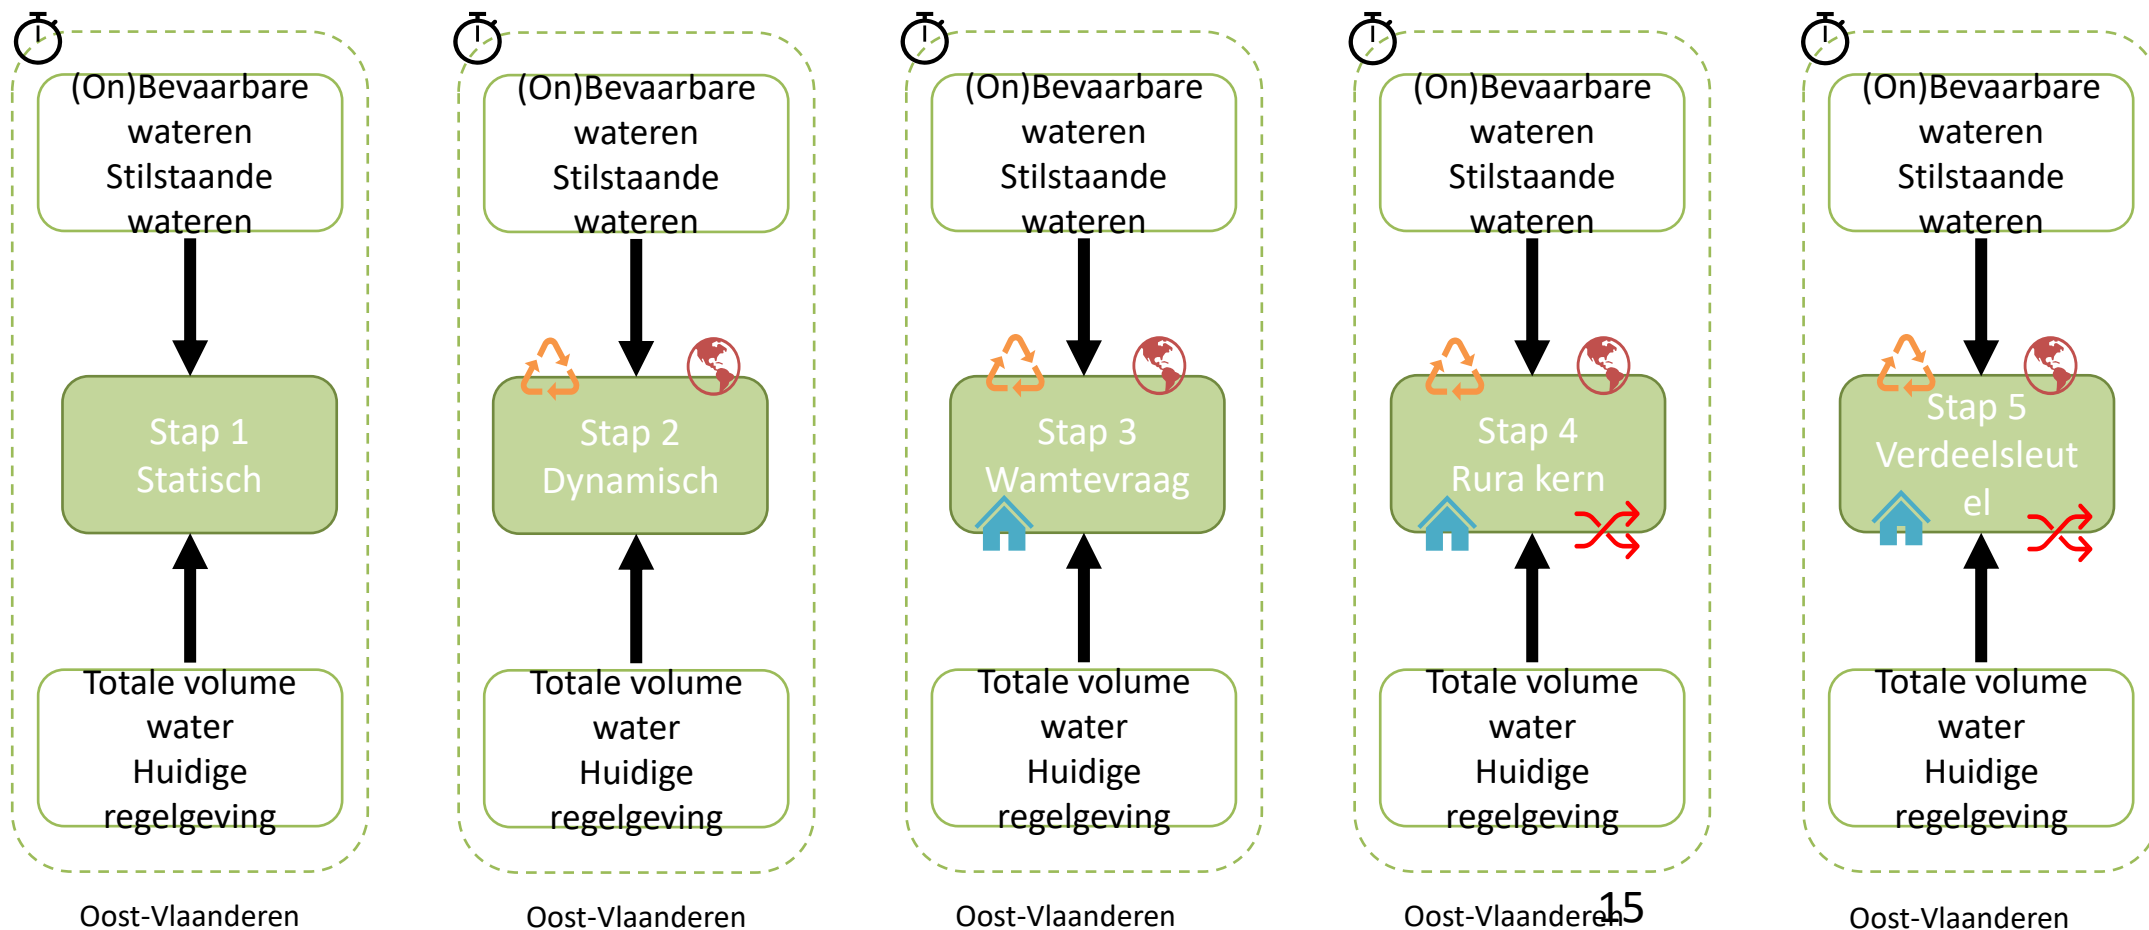 (On)Bevaarbare
wateren
Stilstaande
wateren
Stap 1
Statisch
Totale volume
water
Huidige
regelgeving
Oost-Vlaanderen
(On)Bevaarbare
wateren
Stilstaande
wateren
Stap 2
Dynamisch
Totale volume
water
Huidige
regelgeving
Oost-Vlaanderen
(On)Bevaarbare
wateren
Stilstaande
wateren
Stap 3
Wamtevraag
Totale volume
water
Huidige
regelgeving
Oost-Vlaanderen
(On)Bevaarbare
wateren
Stilstaande
wateren
Stap 4
Rura kern
Totale volume
water
Huidige
regelgeving
Oost-Vlaanderen
15
(On)Bevaarbare
wateren
Stilstaande
wateren
Stap 5
Verdeelsleut
el
Totale volume
water
Huidige
regelgeving
Oost-Vlaanderen